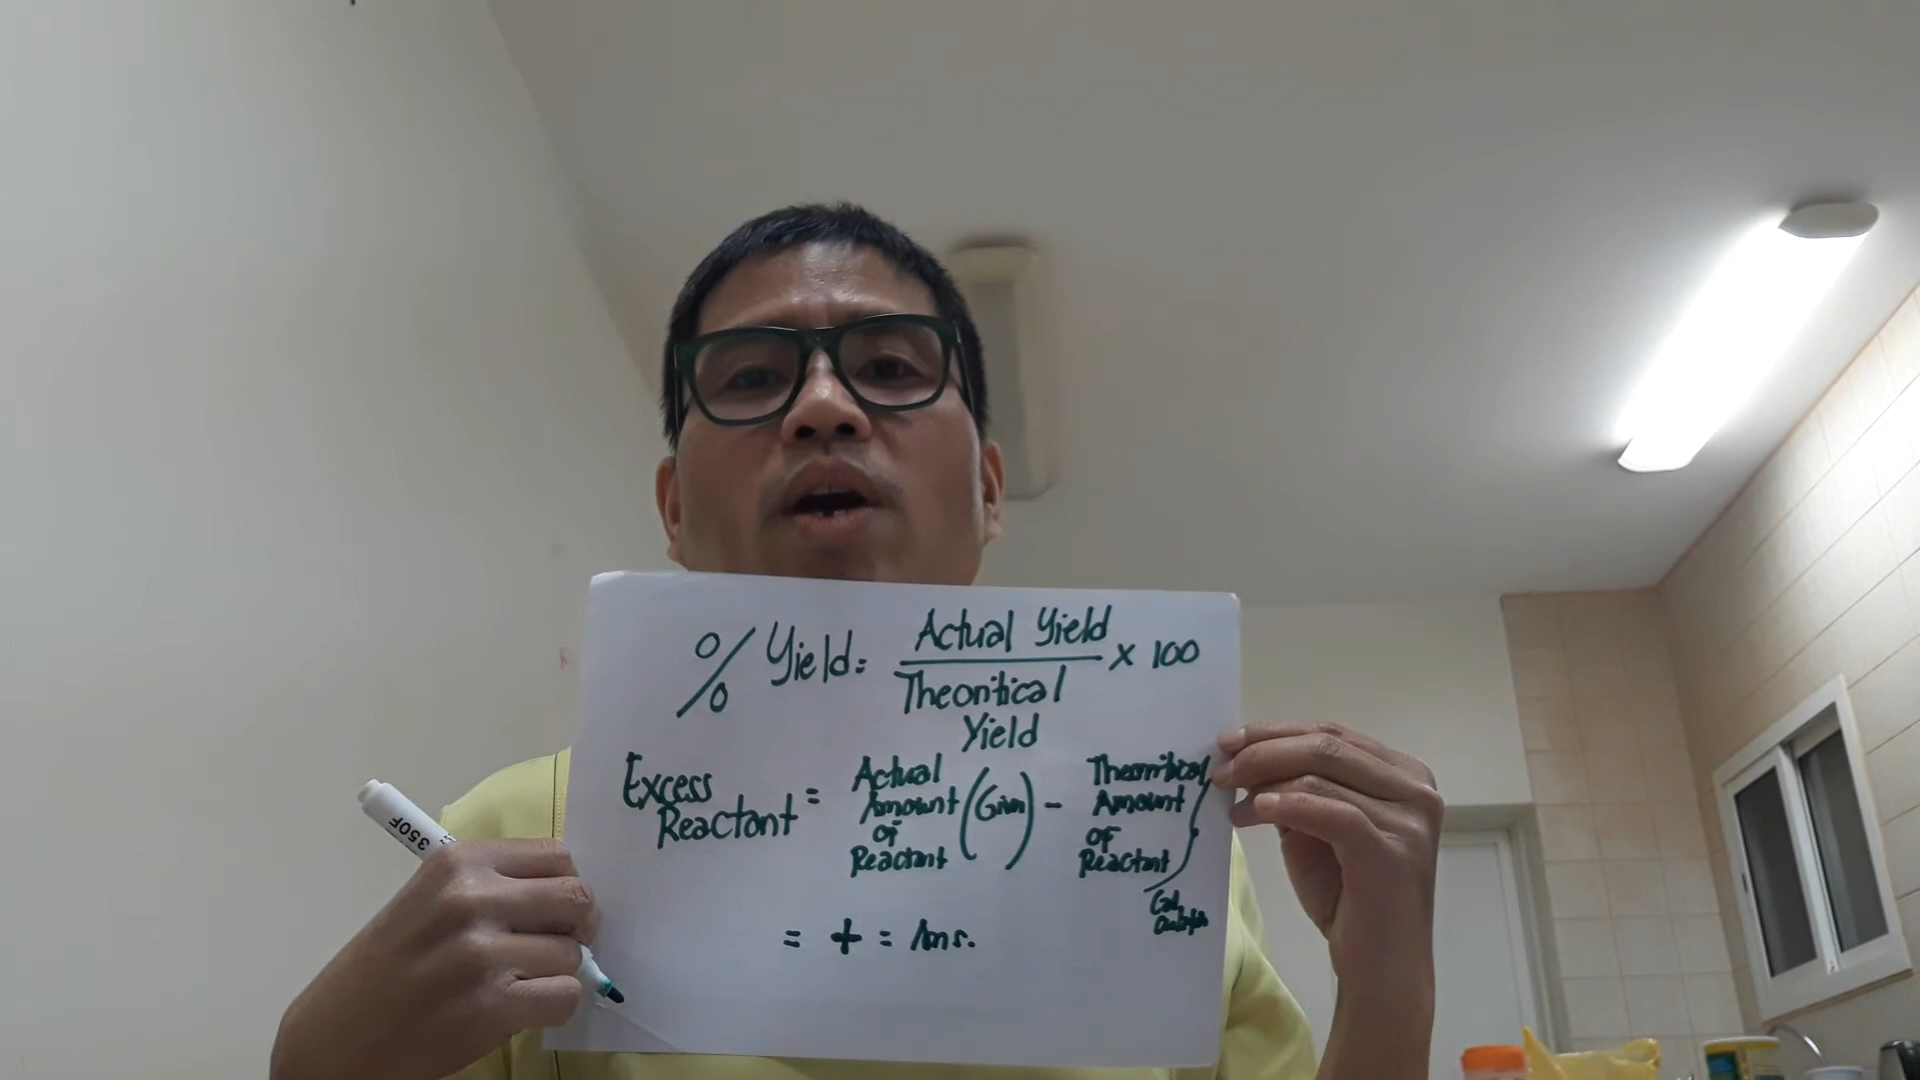 % Yield = Actual Yield x 100
Theoritical
Yield
Excess
Reactant =
Actual
Amount (Given) -
of
Reactant
Theoritical
Amount
of
Reactant
= + = Ans.
350F